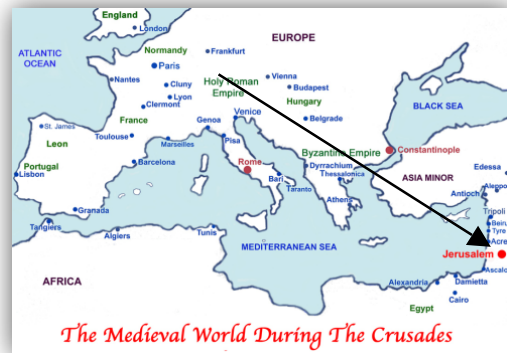 England
London
ATLANTIC
OCEAN
Normandy
Paris
Frankfurt
EUROPE
Nantes
Cluny
Lyon
Clermont
France
Holy Roman
Empire
Vienna
Budapest
Hungary
Belgrade
BLACK SEA
St. James
Leon
Portugal
Lisbon
Toulouse
Marseilles
Barcelona
Genoa
Venice
Pisa
Rome
Bari
Taranto
Byzantine Empire
Constantinople
Dyrrachium
Thessalonica
Athens
ASIA MINOR
Edessa
Aleppo
Antioch
Tripoli
Beiru
Tyre
Acre
Jerusalem
Ascalo
Granada
Tangiers
Algiers
Tunis
MEDITERRANEAN SEA
AFRICA
Alexandria
Damietta
Cairo
Egypt
The Medieval World During The Crusades